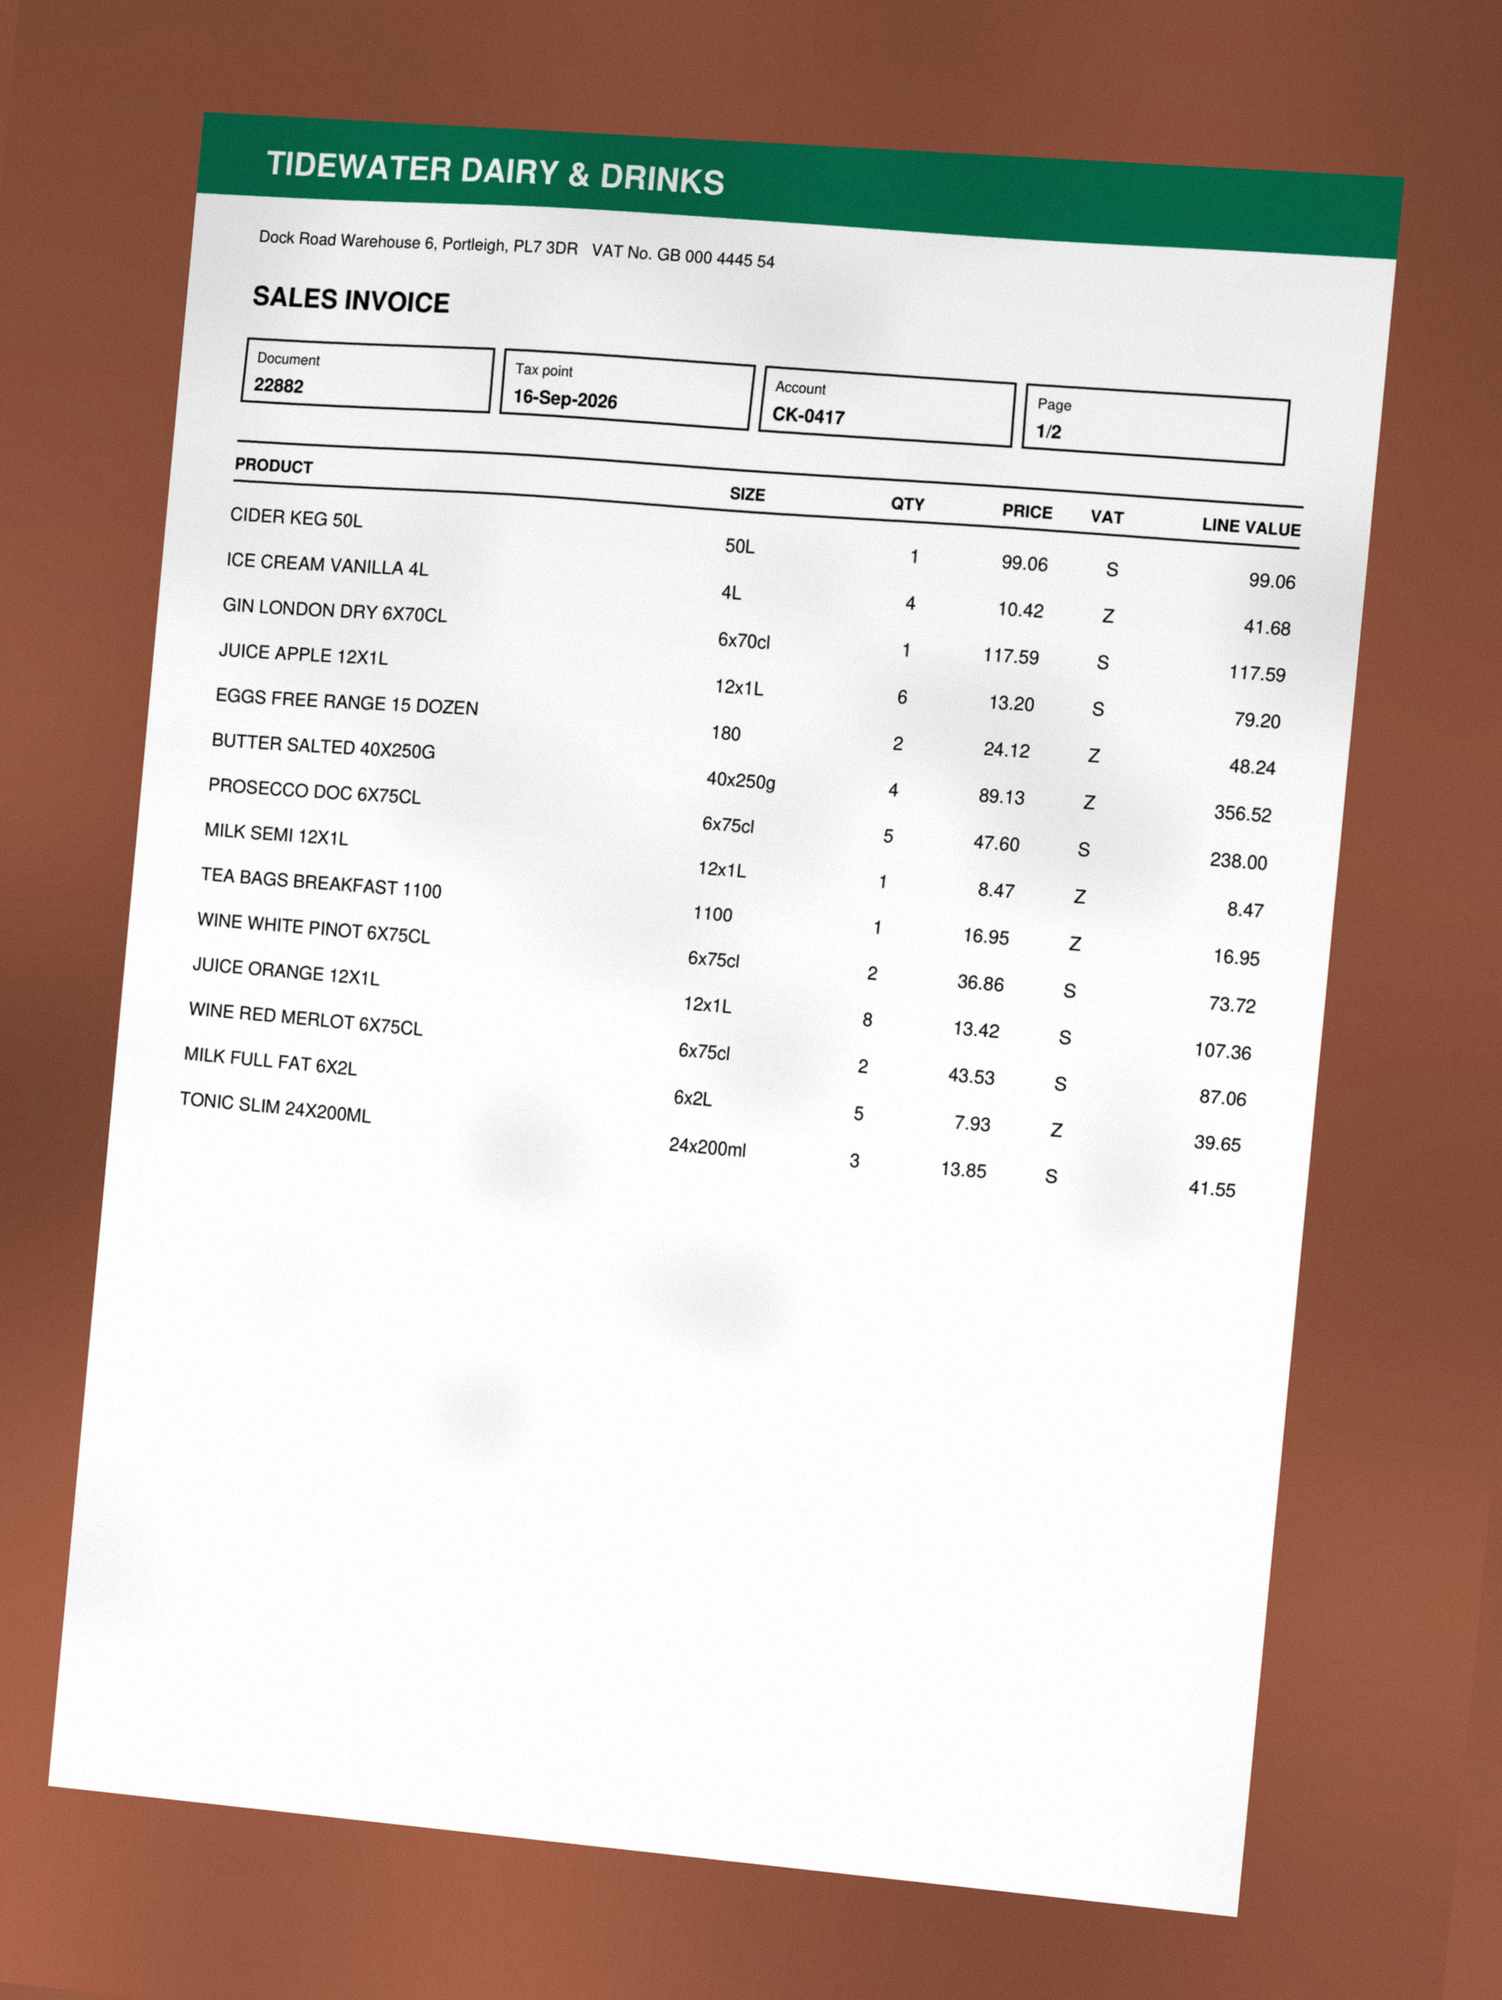 TIDEWATER DAIRY & DRINKS
Dock Road Warehouse 6, Portleigh, PL7 3DR VAT No. GB 000 4445 54
SALES INVOICE
Document Tax point Account Page
22882 16-Sep-2026 CK-0417 1/2
PRODUCT SIZE QTY PRICE VAT LINE VALUE
CIDER KEG 50L 50L 1 99.06 S 99.06
ICE CREAM VANILLA 4L 4L 4 10.42 Z 41.68
GIN LONDON DRY 6X70CL 6x70cl 1 117.59 S 117.59
JUICE APPLE 12X1L 12x1L 6 13.20 S 79.20
EGGS FREE RANGE 15 DOZEN 180 2 24.12 Z 48.24
BUTTER SALTED 40X250G 40x250g 4 89.13 Z 356.52
PROSECCO DOC 6X75CL 6x75cl 5 47.60 S 238.00
MILK SEMI 12X1L 12x1L 1 8.47 Z 8.47
TEA BAGS BREAKFAST 1100 1100 1 16.95 Z 16.95
WINE WHITE PINOT 6X75CL 6x75cl 2 36.86 S 73.72
JUICE ORANGE 12X1L 12x1L 8 13.42 S 107.36
WINE RED MERLOT 6X75CL 6x75cl 2 43.53 S 87.06
MILK FULL FAT 6X2L 6x2L 5 7.93 Z 39.65
TONIC SLIM 24X200ML 24x200ml 3 13.85 S 41.55